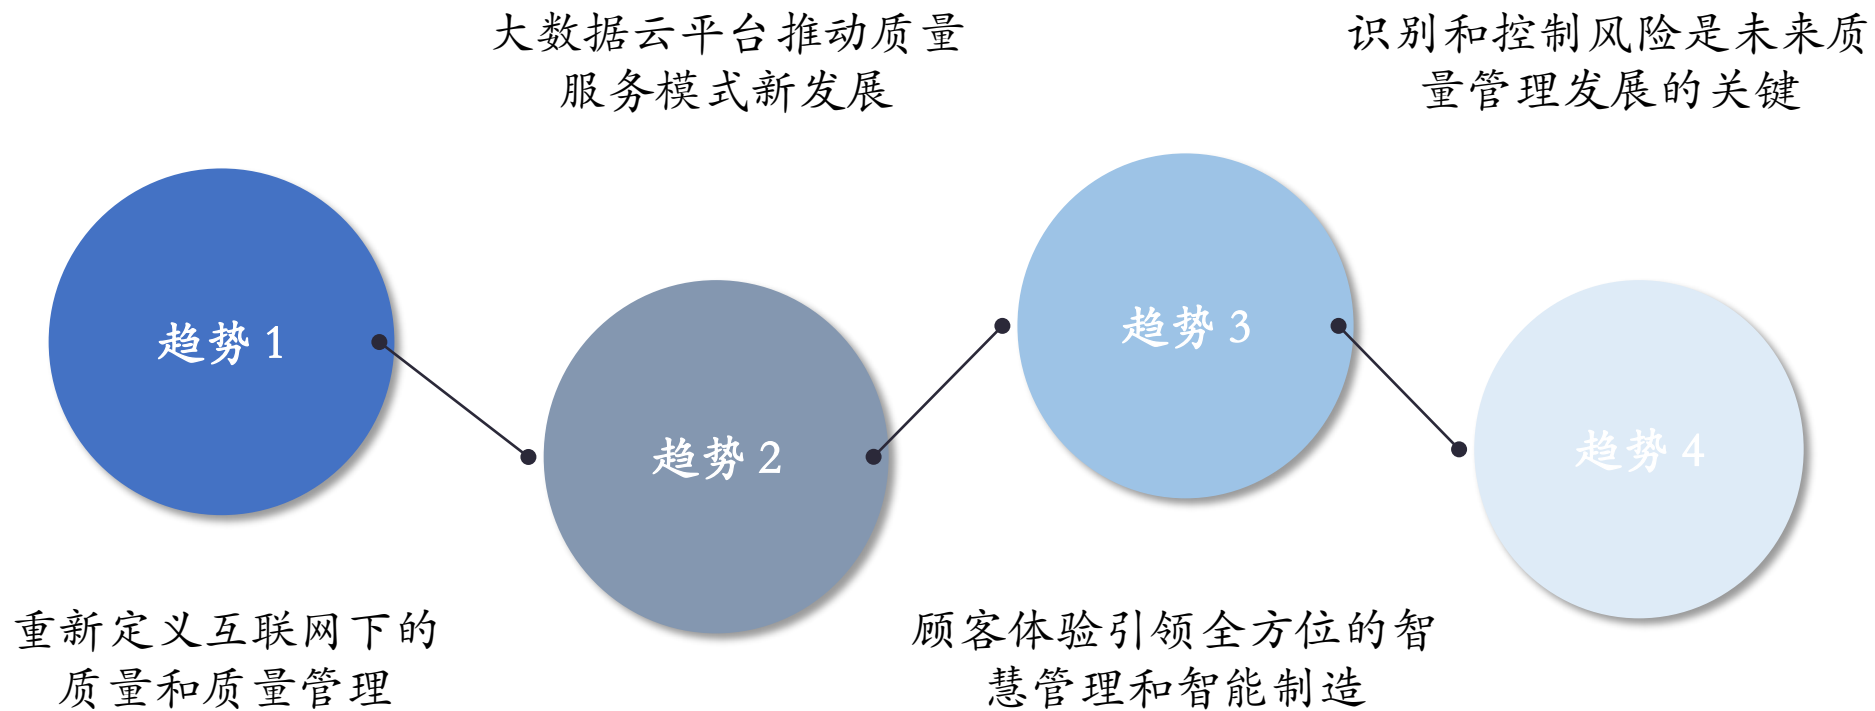 大数据云平台推动质量
服务模式新发展
识别和控制风险是未来质
量管理发展的关键
趋势 1
趋势 2
趋势 3
趋势 4
重新定义互联网下的
质量和质量管理
顾客体验引领全方位的智
慧管理和智能制造